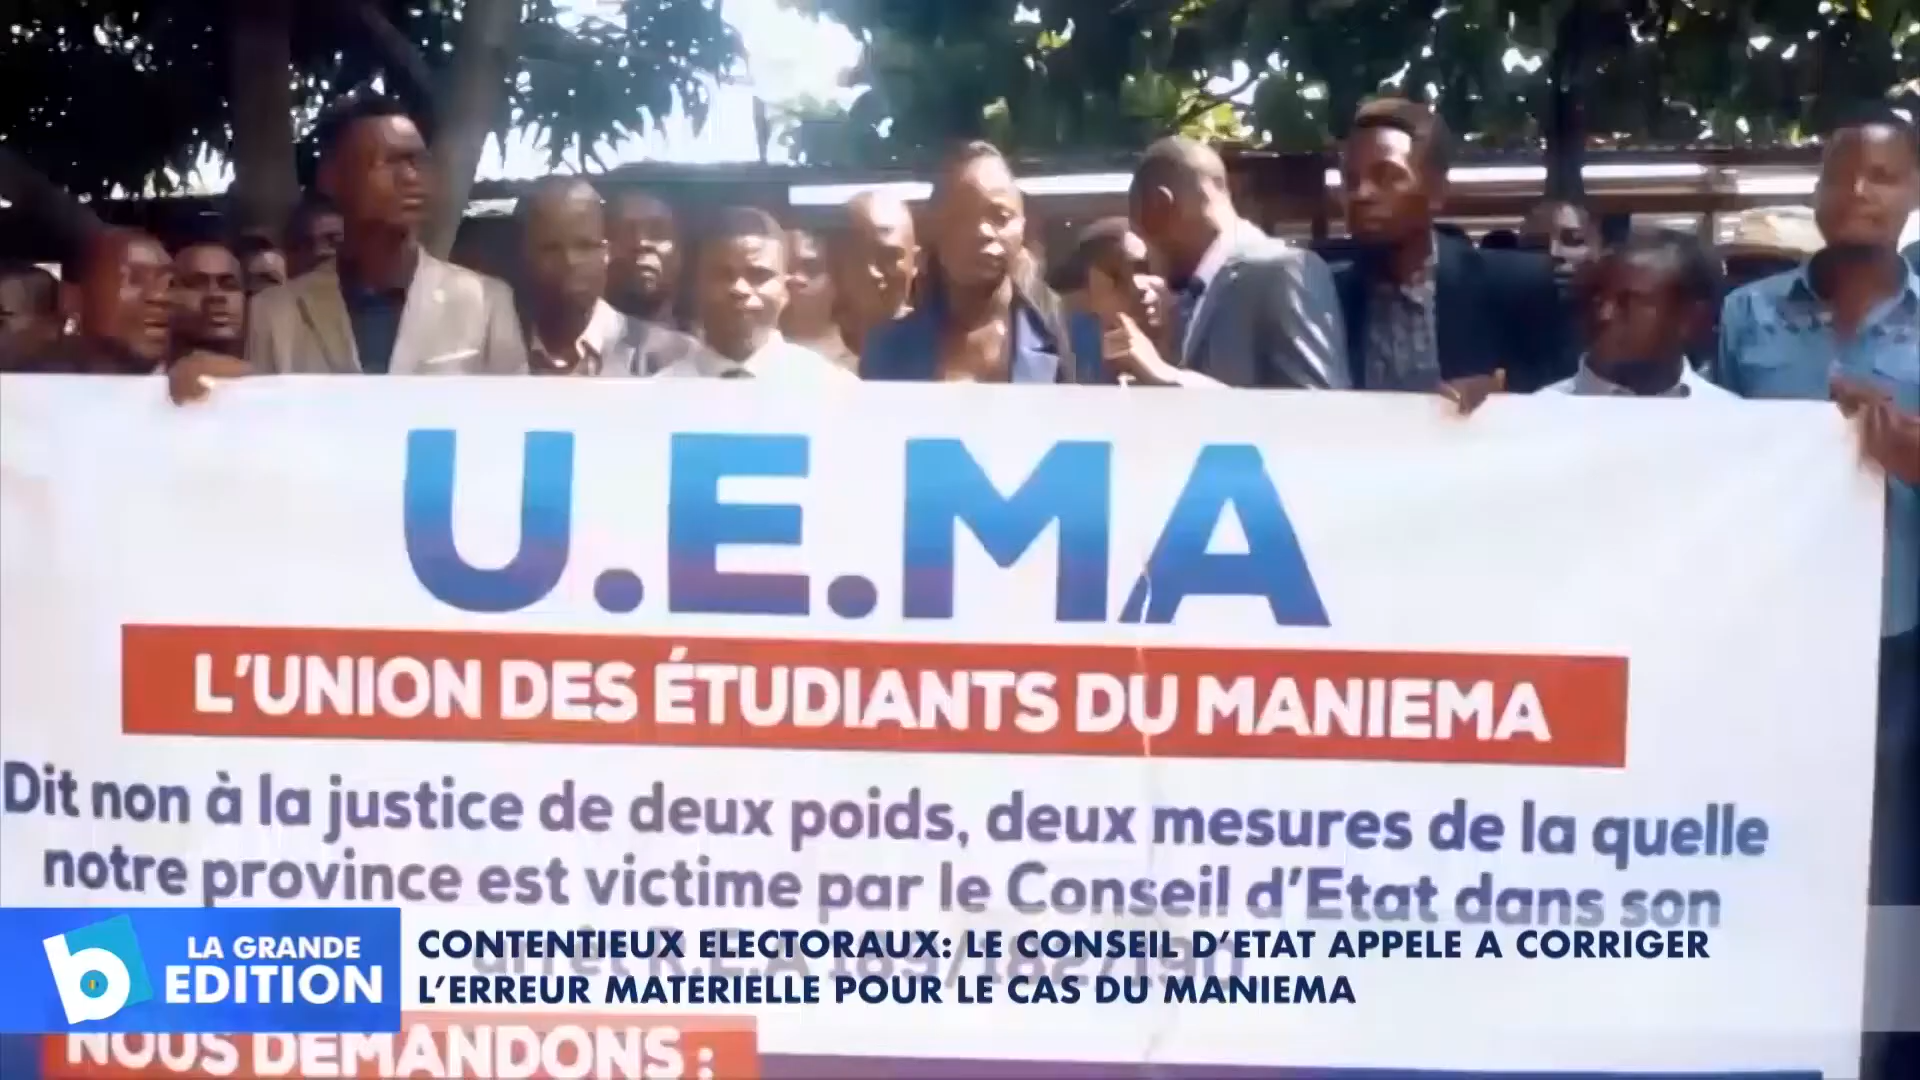 U.E.MA
L'UNION DES ÉTUDIANTS DU MANIEMA
Dit non à la justice de deux poids, deux mesures de la quelle
notre province est victime par le Conseil d'Etat dans son
LA GRANDE
EDITION
CONTENTIEUX ELECTORAUX: LE CONSEIL D'ETAT APPELE A CORRIGER
L'ERREUR MATERIELLE POUR LE CAS DU MANIEMA
NOUS DEMANDONS :